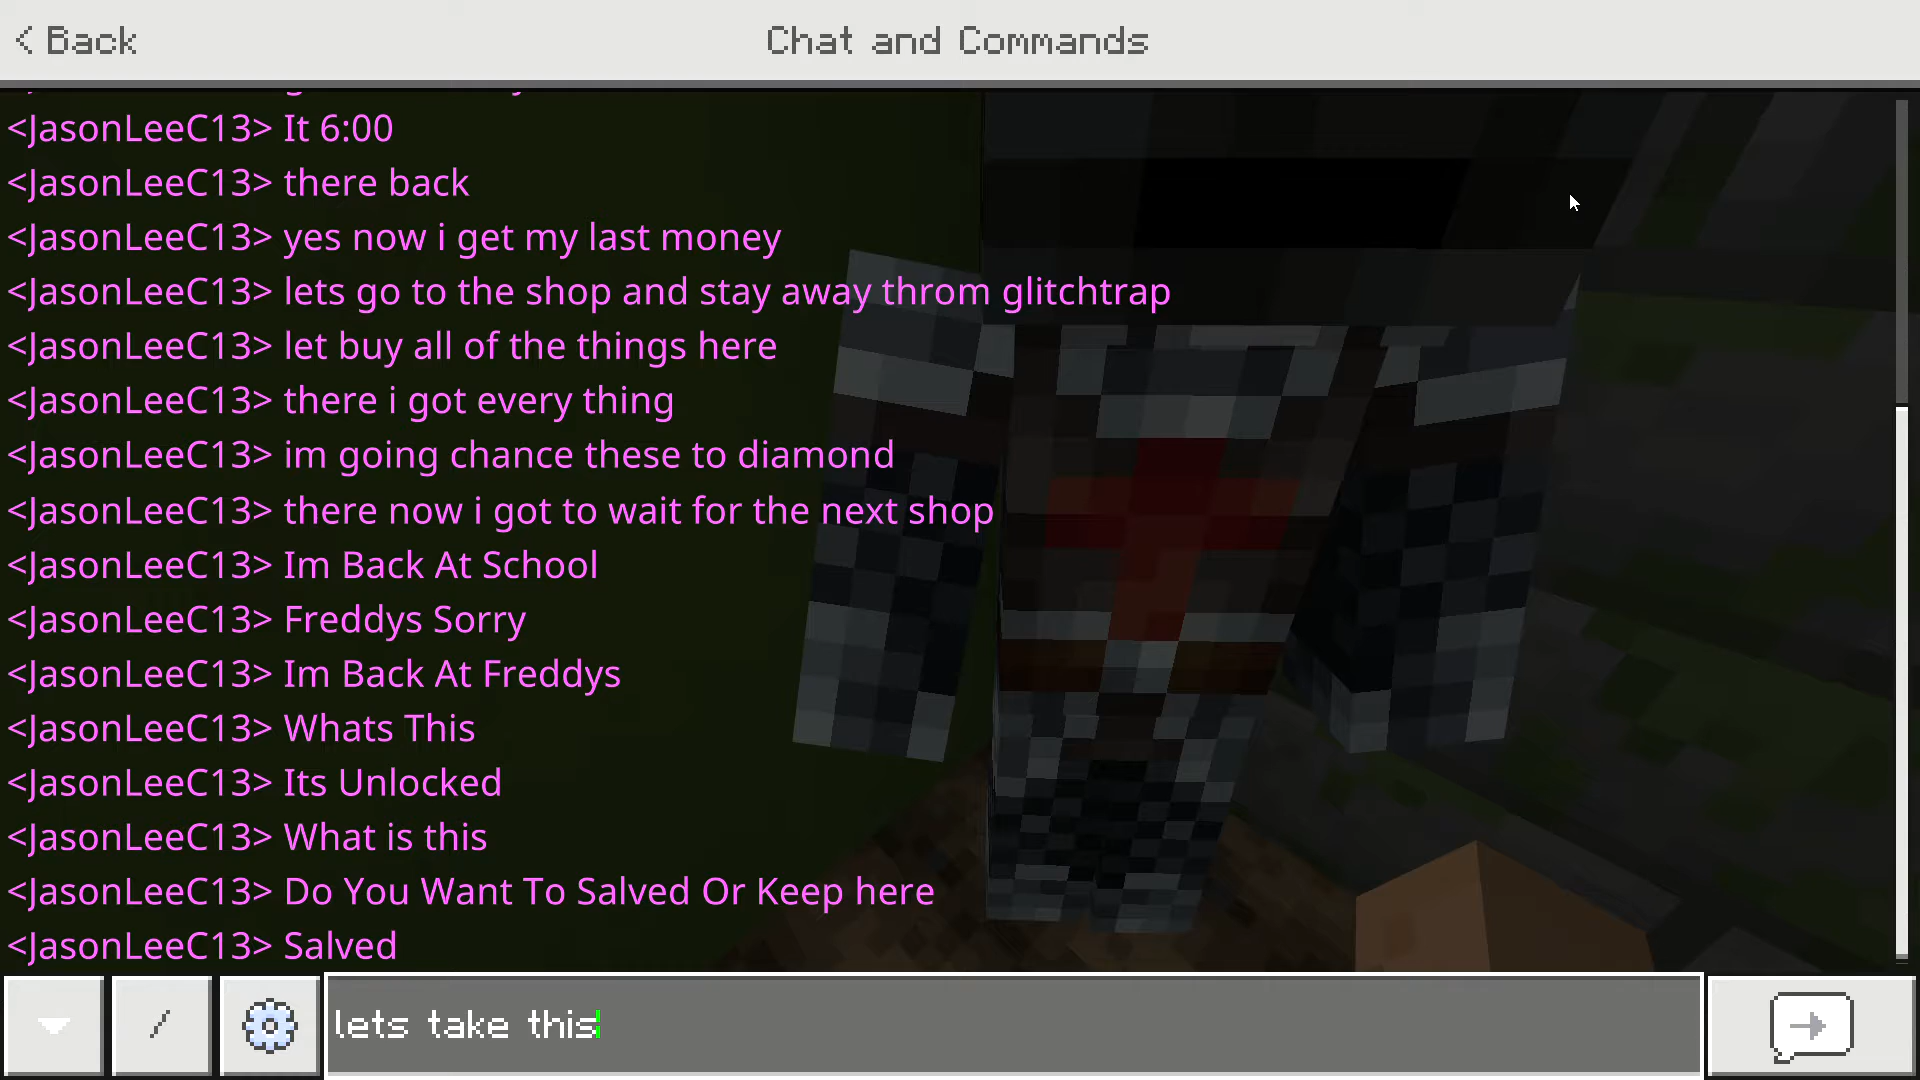 Back
Chat and Commands
<JasonLeeC13> It 6:00
<JasonLeeC13> there back
<JasonLeeC13> yes now i get my last money
<JasonLeeC13> lets go to the shop and stay away throm glitchtrap
<JasonLeeC13> let buy all of the things here
<JasonLeeC13> there i got every thing
<JasonLeeC13> im going chance these to diamond
<JasonLeeC13> there now i got to wait for the next shop
<JasonLeeC13> Im Back At School
<JasonLeeC13> Freddys Sorry
<JasonLeeC13> Im Back At Freddys
<JasonLeeC13> Whats This
<JasonLeeC13> Its Unlocked
<JasonLeeC13> What is this
<JasonLeeC13> Do You Want To Salved Or Keep here
<JasonLeeC13> Salved
/
lets take this